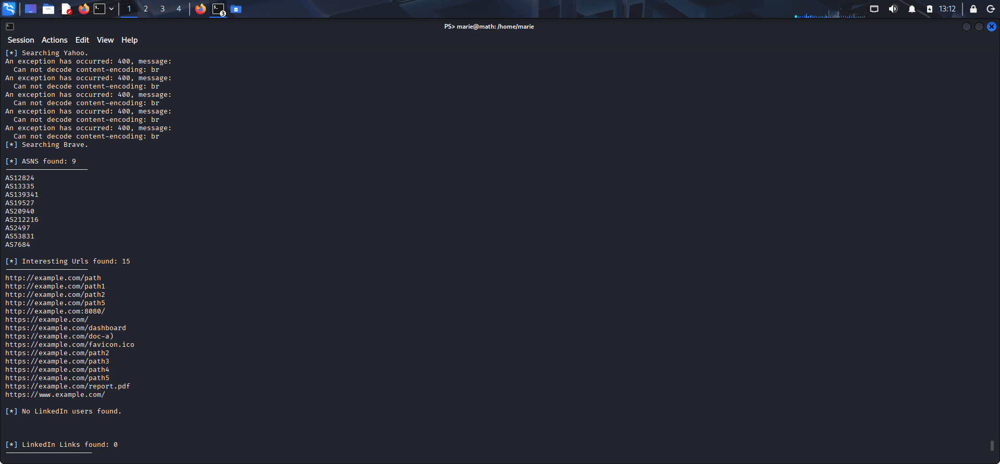 1 2 3 4 3 13:12
PS> marie@math: /home/marie
Session Actions Edit View Help
[*] Searching Yahoo.
An exception has occurred: 400, message:
  Can not decode content-encoding: br
An exception has occurred: 400, message:
  Can not decode content-encoding: br
An exception has occurred: 400, message:
  Can not decode content-encoding: br
An exception has occurred: 400, message:
  Can not decode content-encoding: br
An exception has occurred: 400, message:
  Can not decode content-encoding: br
[*] Searching Brave.
[*] ASNS found: 9
AS12824
AS13335
AS139341
AS19527
AS20940
AS212216
AS2497
AS53831
AS7684
[*] Interesting Urls found: 15
http://example.com/path
http://example.com/path1
http://example.com/path2
http://example.com/path5
http://example.com:8080/
https://example.com/
https://example.com/dashboard
https://example.com/doc-a)
https://example.com/favicon.ico
https://example.com/path2
https://example.com/path3
https://example.com/path4
https://example.com/path5
https://example.com/report.pdf
https://www.example.com/
[*] No LinkedIn users found.
[*] LinkedIn Links found: 0